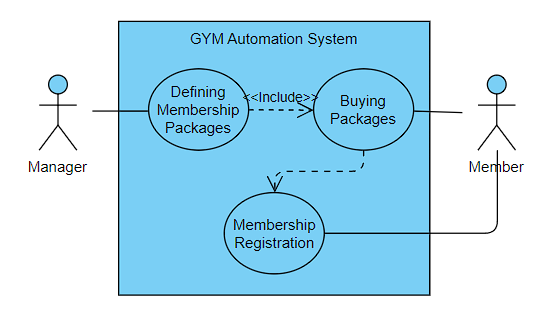 GYM Automation System
Defining
Membership
Packages
<<Include>>
Buying
Packages
Manager
Member
Membership
Registration